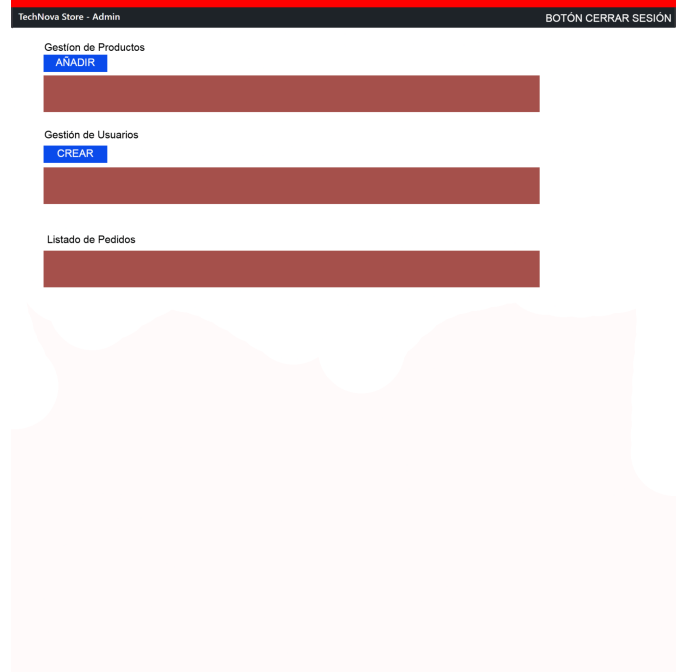 TechNova Store - Admin
BOTÓN CERRAR SESIÓN
Gestíon de Productos
AÑADIR
Gestión de Usuarios
CREAR
Listado de Pedidos